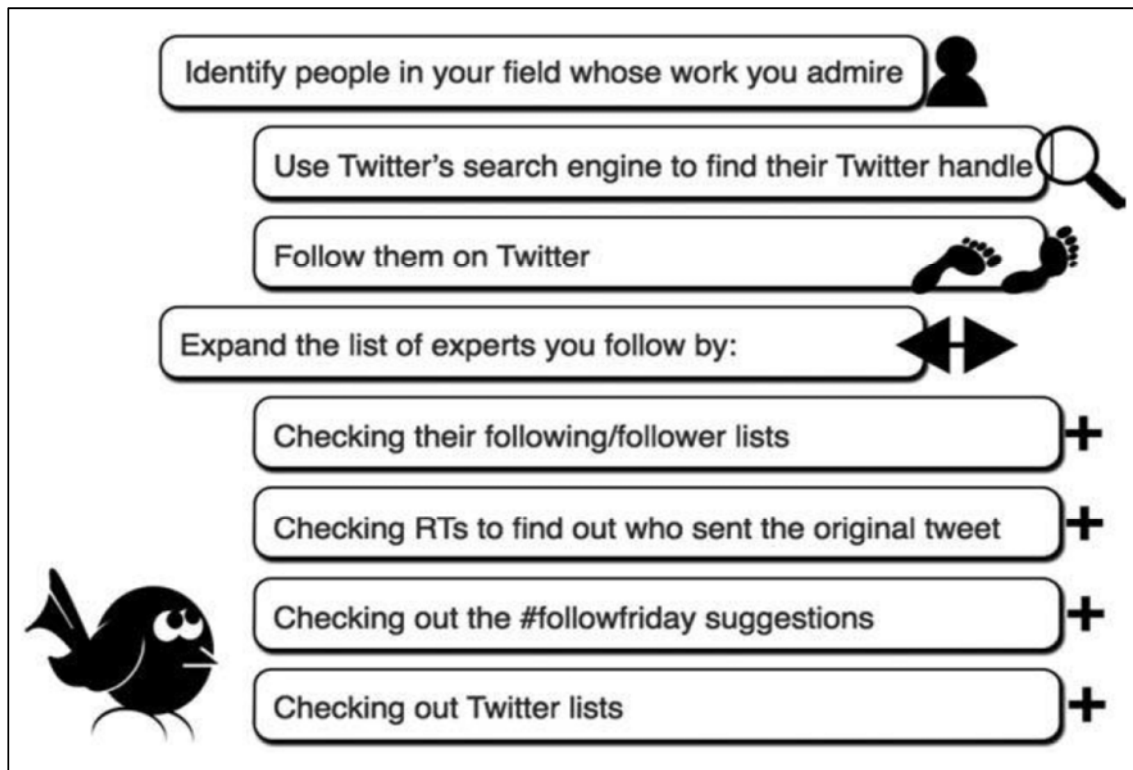 Identify people in your field whose work you admire
Use Twitter’s search engine to find their Twitter handle
Follow them on Twitter
Expand the list of experts you follow by:
Checking their following/follower lists
Checking RTs to find out who sent the original tweet
Checking out the #followfriday suggestions
Checking out Twitter lists